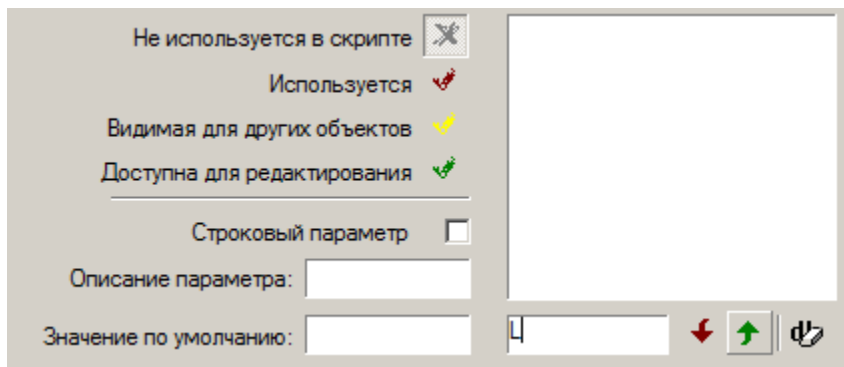 Не используется в скрипте
Используется
Видимая для других объектов
Доступна для редактирования
Строковый параметр
Описание параметра:
Значение по умолчанию:
Ц